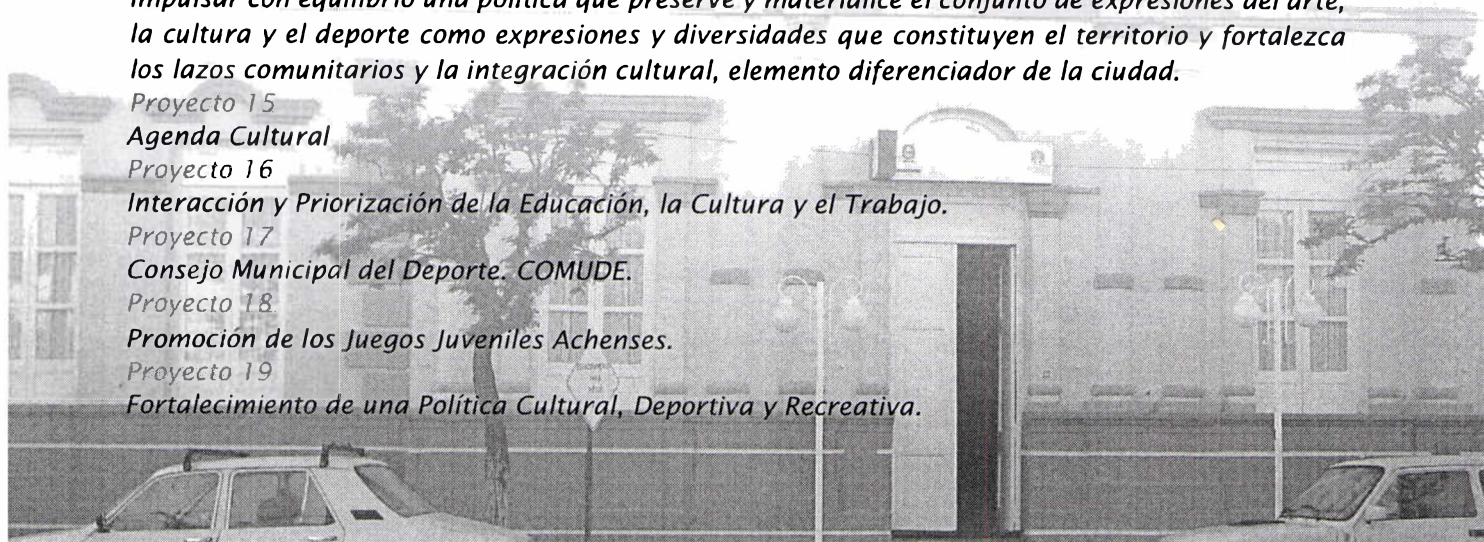 Impulsar con equilibrio una política que preserve y materialice el conjunto de expresiones del arte,
la cultura y el deporte como expresiones y diversidades que constituyen el territorio y fortalezca
los lazos comunitarios y la integración cultural, elemento diferenciador de la ciudad.
Proyecto 15
Agenda Cultural
Proyecto 16
Interacción y Priorización de la Educación, la Cultura y el Trabajo.
Proyecto 17
Consejo Municipal del Deporte. COMUDE.
Proyecto 18
Promoción de los Juegos Juveniles Achenses.
Proyecto 19
Fortalecimiento de una Política Cultural, Deportiva y Recreativa.